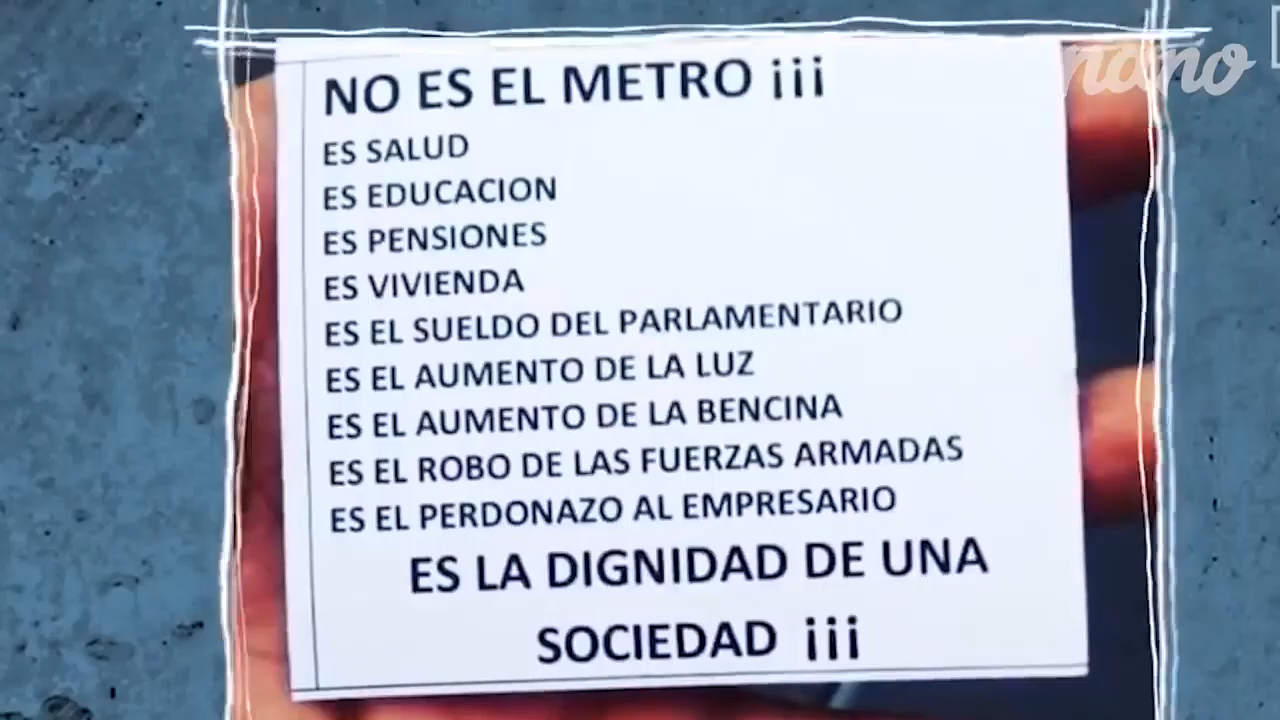 nano
NO ES EL METRO ¡¡¡
ES SALUD
ES EDUCACION
ES PENSIONES
ES VIVIENDA
ES EL SUELDO DEL PARLAMENTARIO
ES EL AUMENTO DE LA LUZ
ES EL AUMENTO DE LA BENCINA
ES EL ROBO DE LAS FUERZAS ARMADAS
ES EL PERDONAZO AL EMPRESARIO
ES LA DIGNIDAD DE UNA
SOCIEDAD ¡¡¡